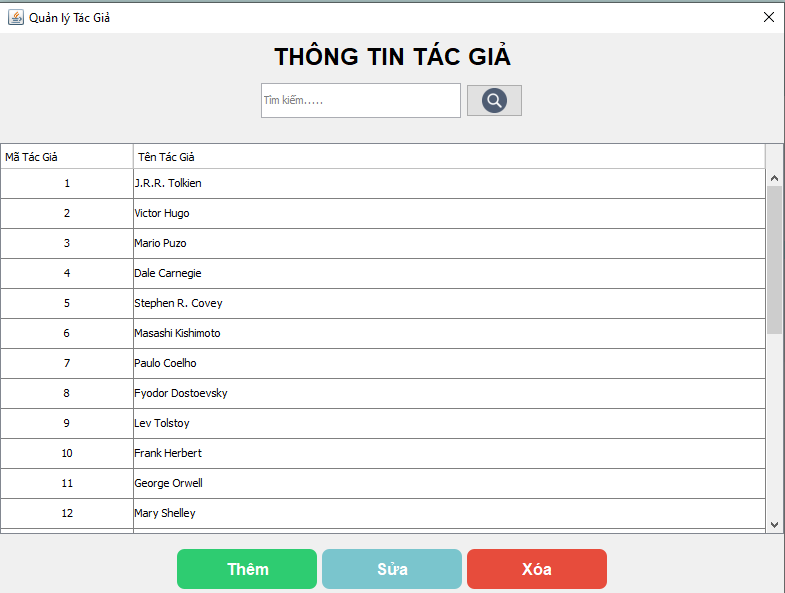 Quản lý Tác Giả
THÔNG TIN TÁC GIẢ
Tìm kiếm.....
Mã Tác Giả Tên Tác Giả
1 J.R.R. Tolkien
2 Victor Hugo
3 Mario Puzo
4 Dale Carnegie
5 Stephen R. Covey
6 Masashi Kishimoto
7 Paulo Coelho
8 Fyodor Dostoevsky
9 Lev Tolstoy
10 Frank Herbert
11 George Orwell
12 Mary Shelley
Thêm Sửa Xóa